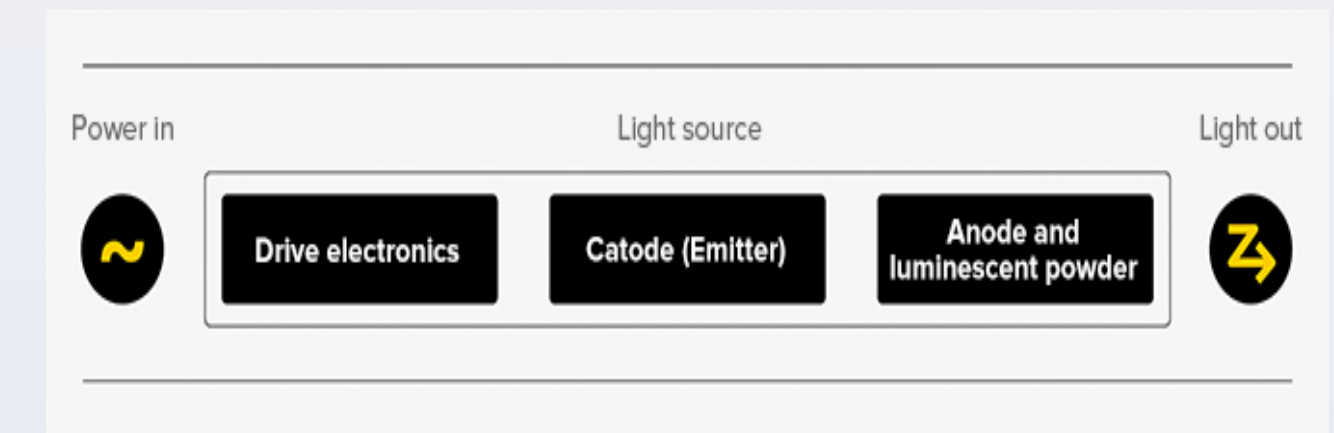 Power in
Light source
Light out
~
Drive electronics
Catode (Emitter)
Anode and
luminescent powder